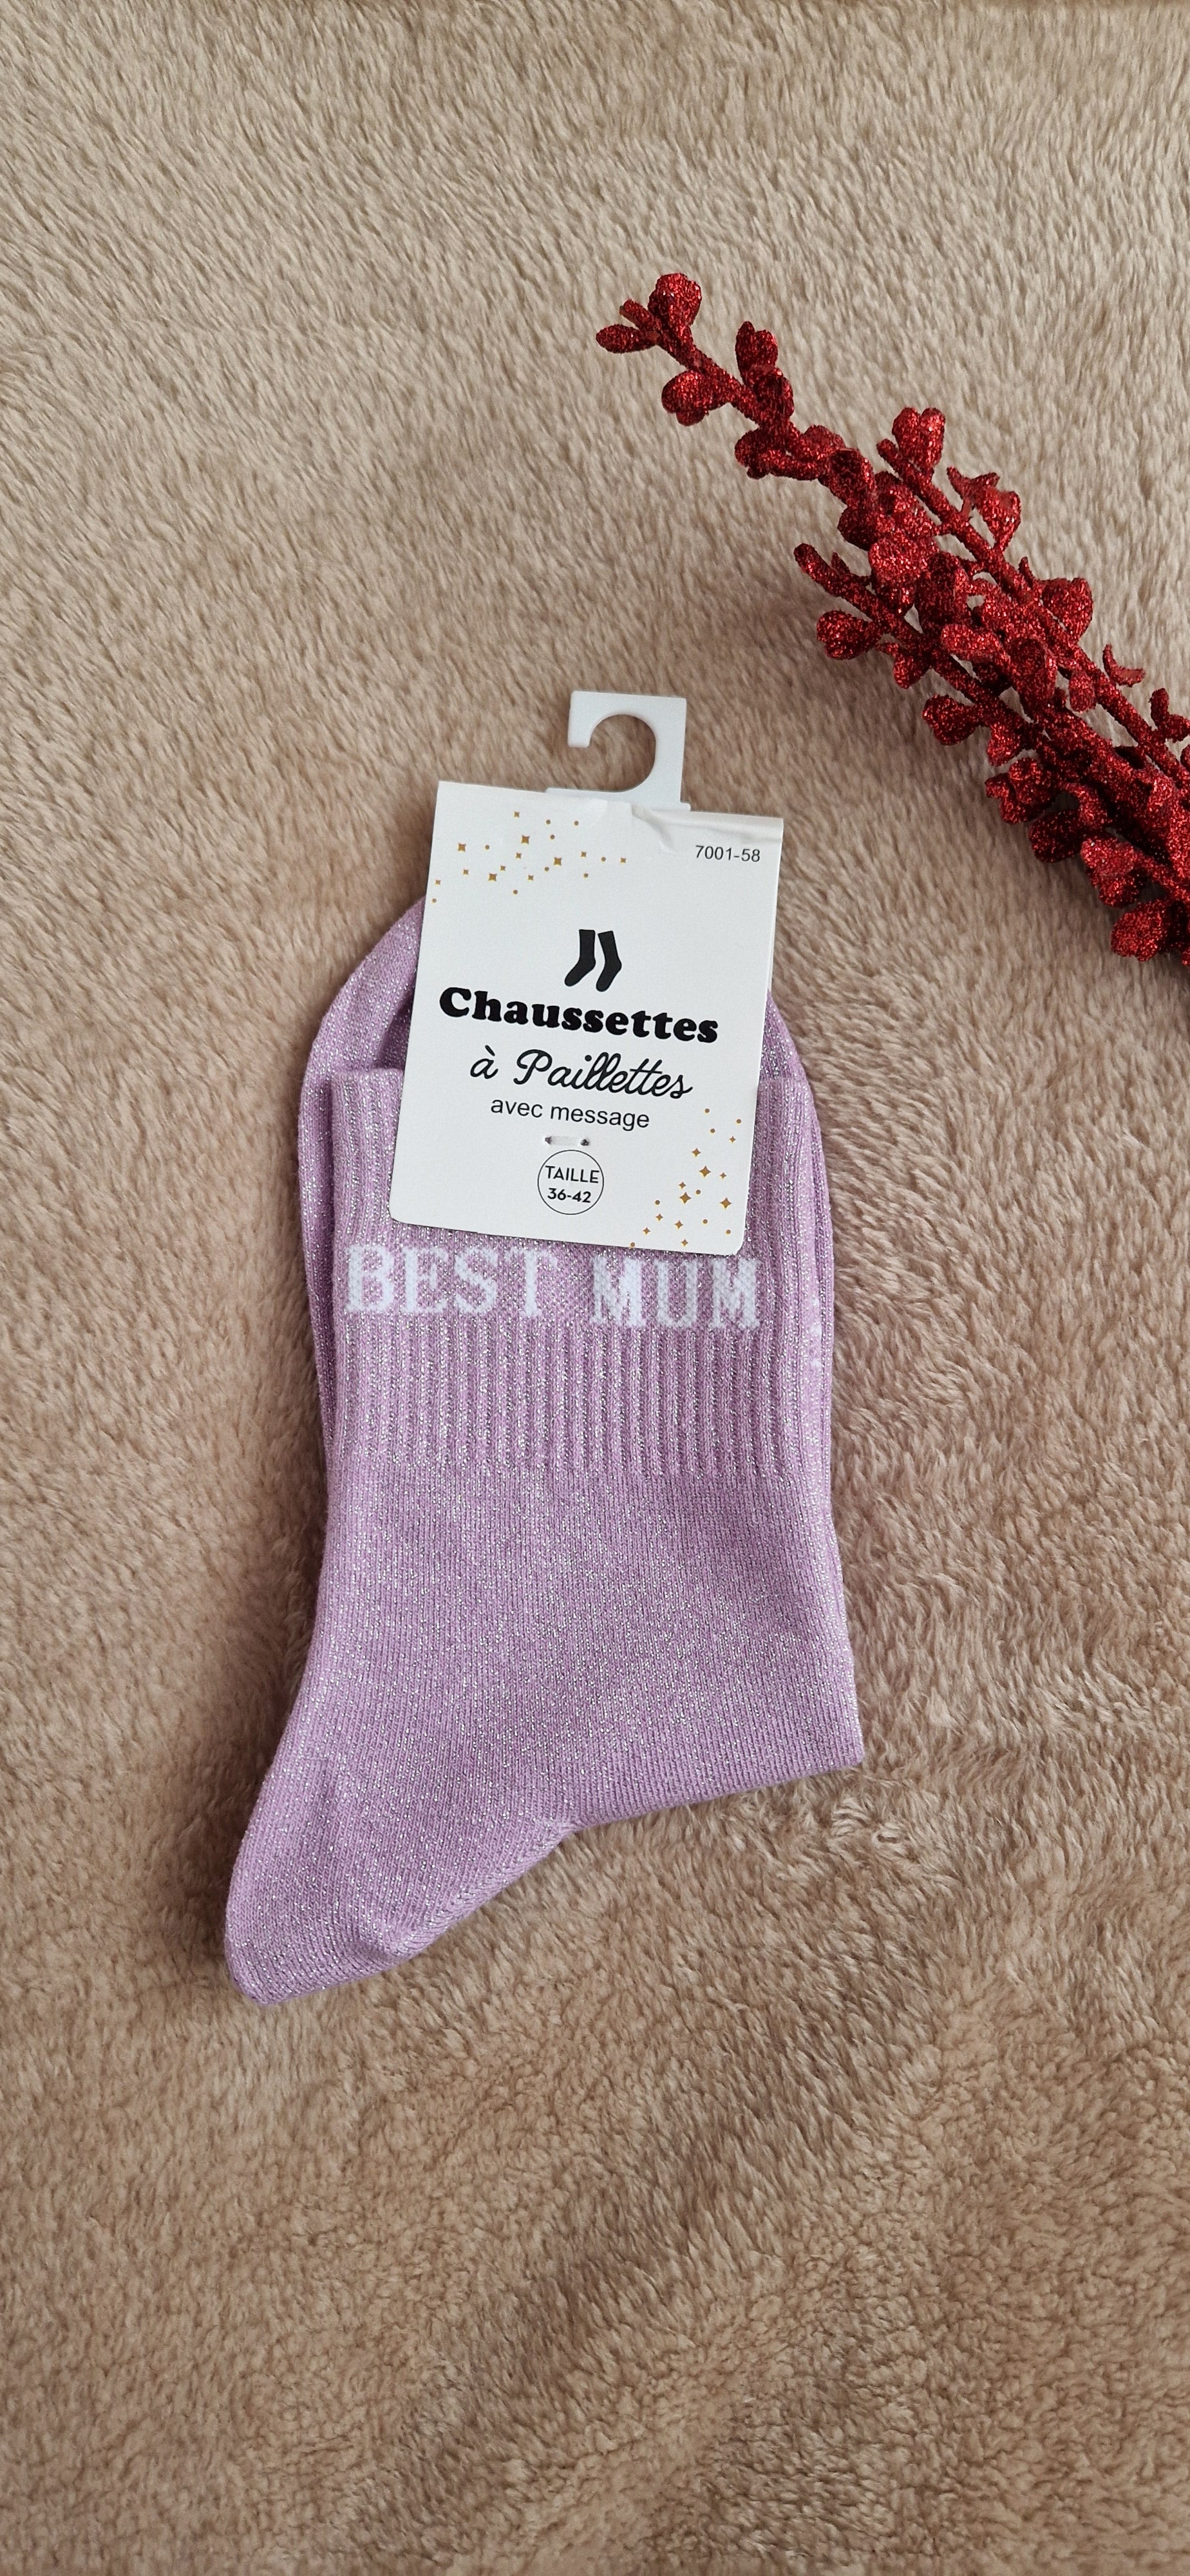 7001-58
Chaussettes
à Paillettes
avec message
TAILLE
36-42
BEST MUM